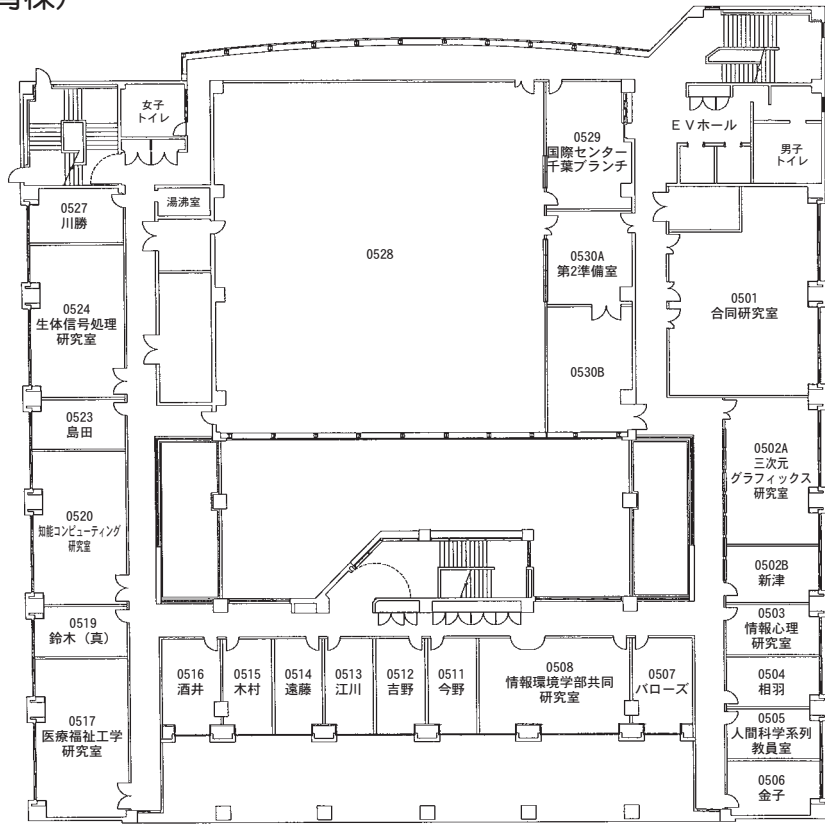 女子
トイレ
EVホール
男子
トイレ
0529
国際センター
千葉ブランチ
湯沸室
0527
川勝
0528
0530A
第2準備室
0501
合同研究室
0524
生体信号処理
研究室
0530B
0523
島田
0502A
三次元
グラフィックス
研究室
0520
知能コンピューティング
研究室
0502B
新津
0519
鈴木（真）
0503
情報心理
研究室
0516
酒井
0515
木村
0514
遠藤
0513
江川
0512
吉野
0511
今野
0508
情報環境学部共同
研究室
0507
バローズ
0504
相羽
0517
医療福祉工学
研究室
0505
人間科学系列
教員室
0506
金子